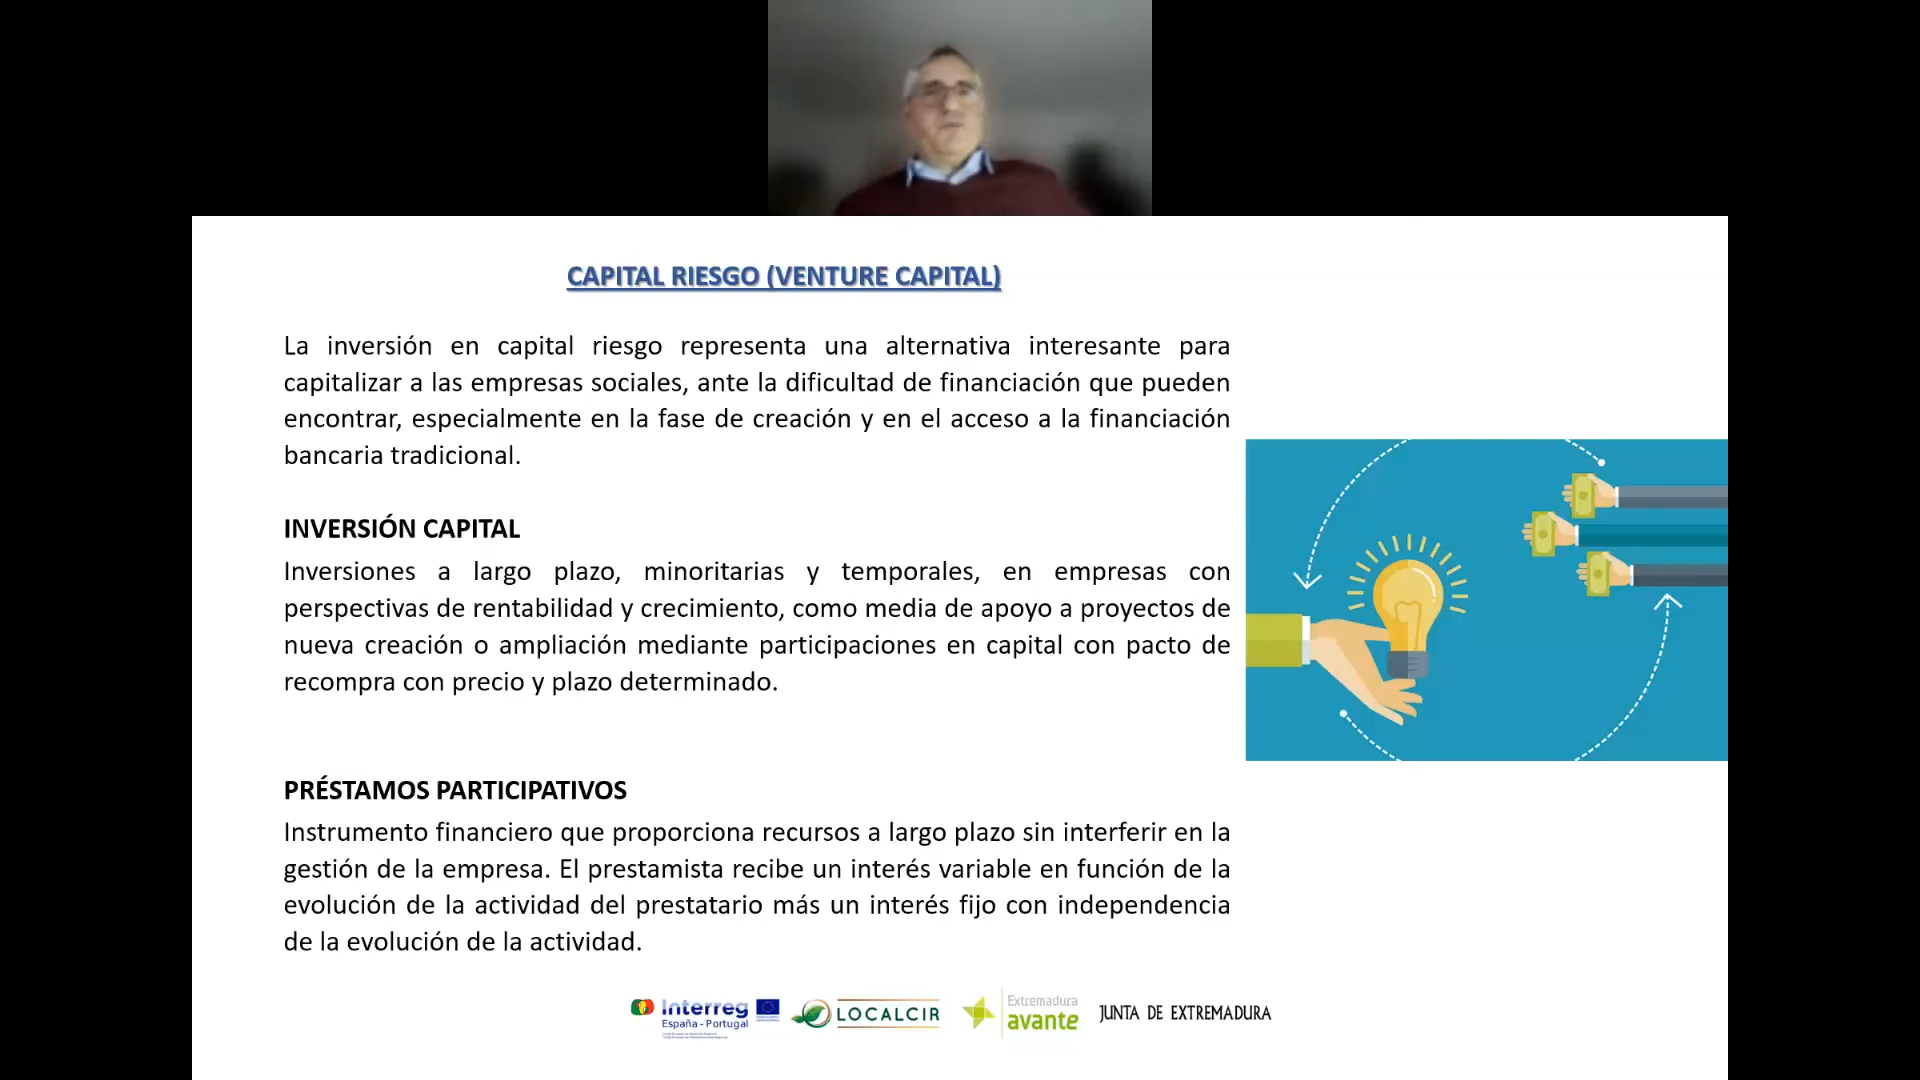 CAPITAL RIESGO (VENTURE CAPITAL)
La inversión en capital riesgo representa una alternativa interesante para
capitalizar a las empresas sociales, ante la dificultad de financiación que pueden
encontrar, especialmente en la fase de creación y en el acceso a la financiación
bancaria tradicional.
INVERSIÓN CAPITAL
Inversiones a largo plazo, minoritarias y temporales, en empresas con
perspectivas de rentabilidad y crecimiento, como media de apoyo a proyectos de
nueva creación o ampliación mediante participaciones en capital con pacto de
recompra con precio y plazo determinado.
PRÉSTAMOS PARTICIPATIVOS
Instrumento financiero que proporciona recursos a largo plazo sin interferir en la
gestión de la empresa. El prestamista recibe un interés variable en función de la
evolución de la actividad del prestatario más un interés fijo con independencia
de la evolución de la actividad.
Interreg
España - Portugal
LOCALCIR
Extremadura
avante
JUNTA DE EXTREMADURA